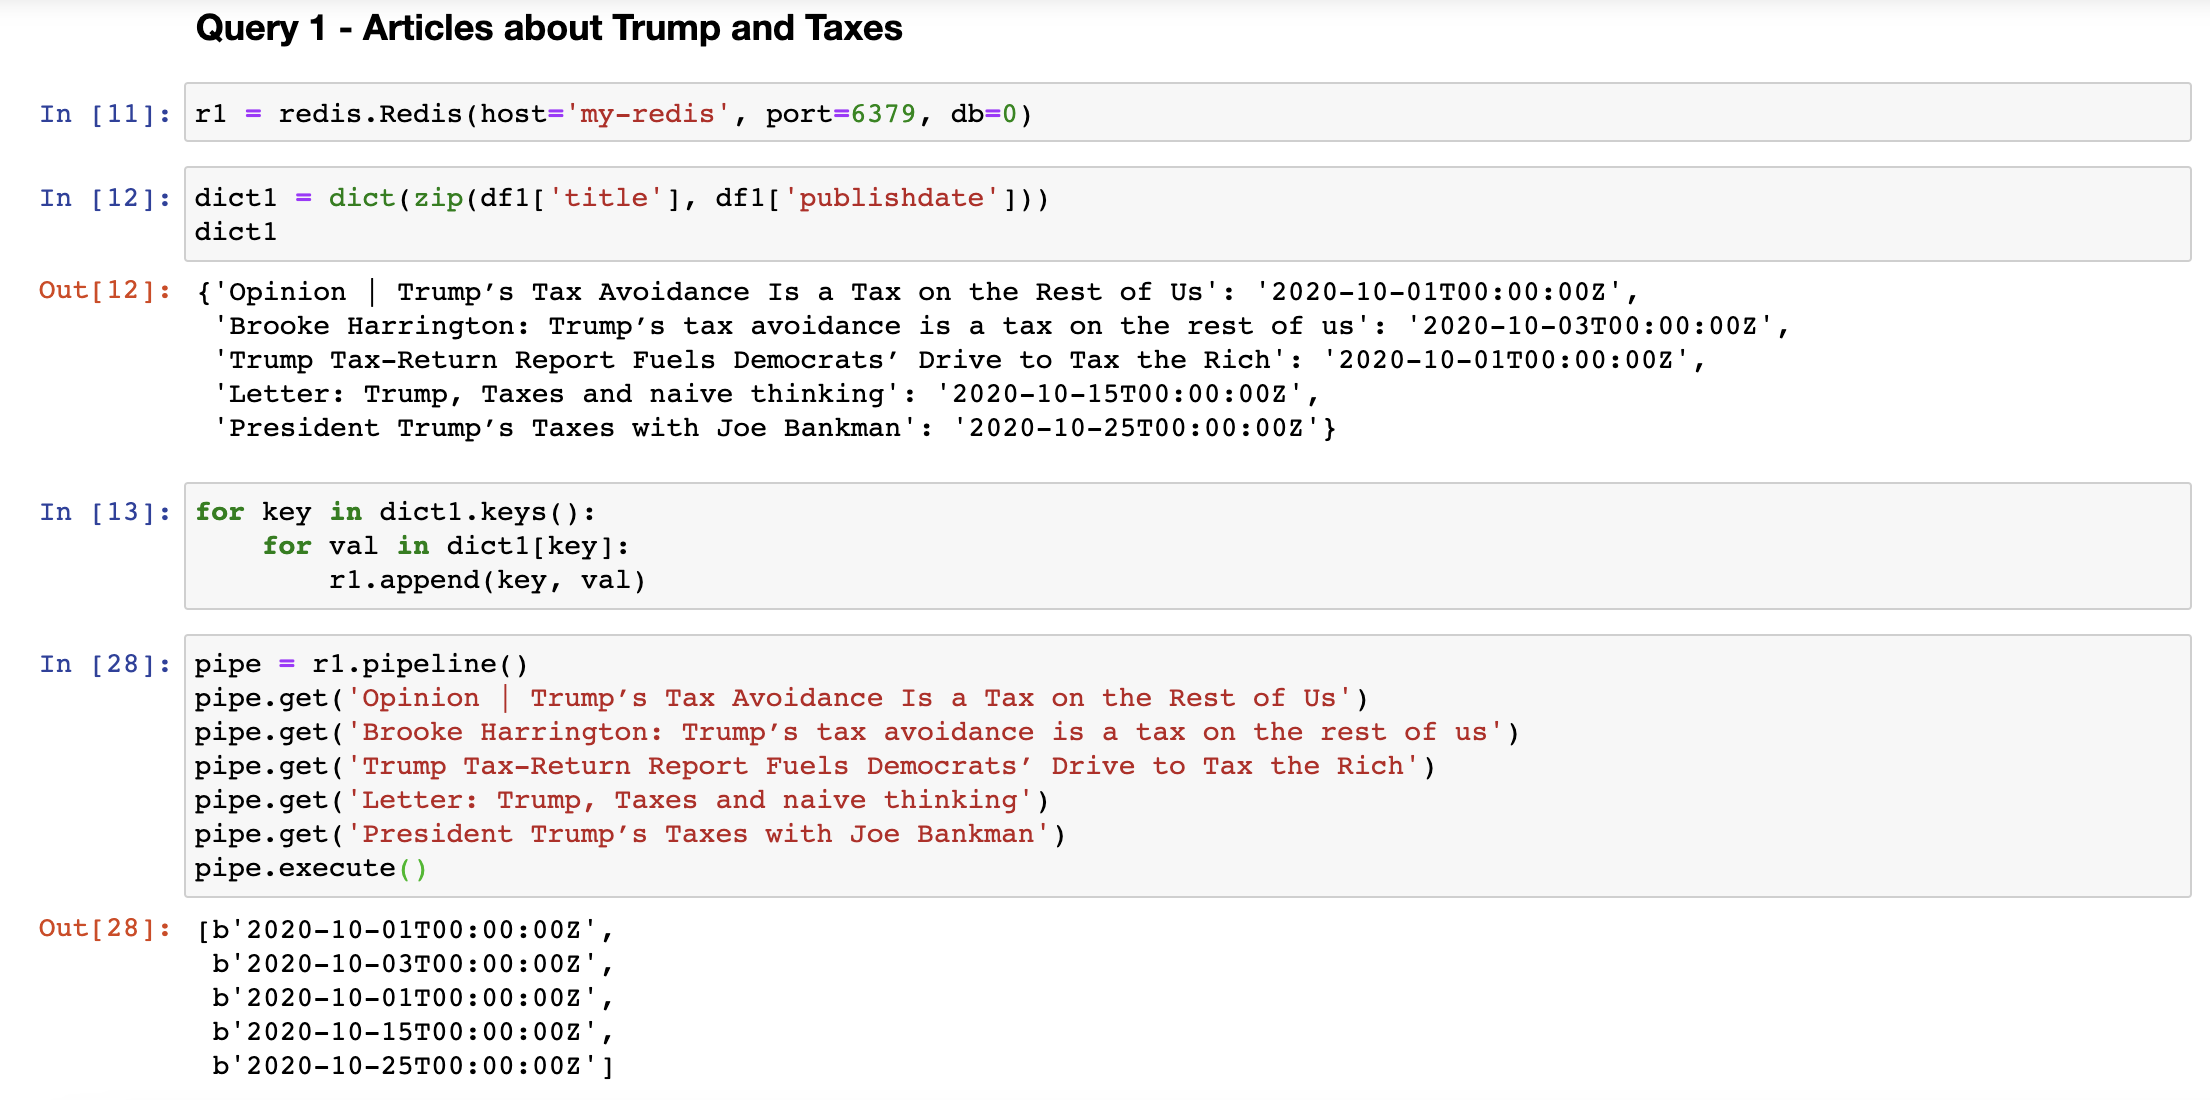 Query 1 - Articles about Trump and Taxes
In [11]: r1 = redis.Redis(host='my-redis', port=6379, db=0)
In [12]: dict1 = dict(zip(df1['title'], df1['publishdate']))
dict1
Out[12]: {'Opinion | Trump’s Tax Avoidance Is a Tax on the Rest of Us': '2020-10-01T00:00:00Z',
'Brooke Harrington: Trump’s tax avoidance is a tax on the rest of us': '2020-10-03T00:00:00Z',
'Trump Tax-Return Report Fuels Democrats’ Drive to Tax the Rich': '2020-10-01T00:00:00Z',
'Letter: Trump, Taxes and naive thinking': '2020-10-15T00:00:00Z',
'President Trump’s Taxes with Joe Bankman': '2020-10-25T00:00:00Z'}
In [13]: for key in dict1.keys():
    for val in dict1[key]:
        r1.append(key, val)
In [28]: pipe = r1.pipeline()
pipe.get('Opinion | Trump’s Tax Avoidance Is a Tax on the Rest of Us')
pipe.get('Brooke Harrington: Trump’s tax avoidance is a tax on the rest of us')
pipe.get('Trump Tax-Return Report Fuels Democrats’ Drive to Tax the Rich')
pipe.get('Letter: Trump, Taxes and naive thinking')
pipe.get('President Trump’s Taxes with Joe Bankman')
pipe.execute()
Out[28]: [b'2020-10-01T00:00:00Z',
b'2020-10-03T00:00:00Z',
b'2020-10-01T00:00:00Z',
b'2020-10-15T00:00:00Z',
b'2020-10-25T00:00:00Z']